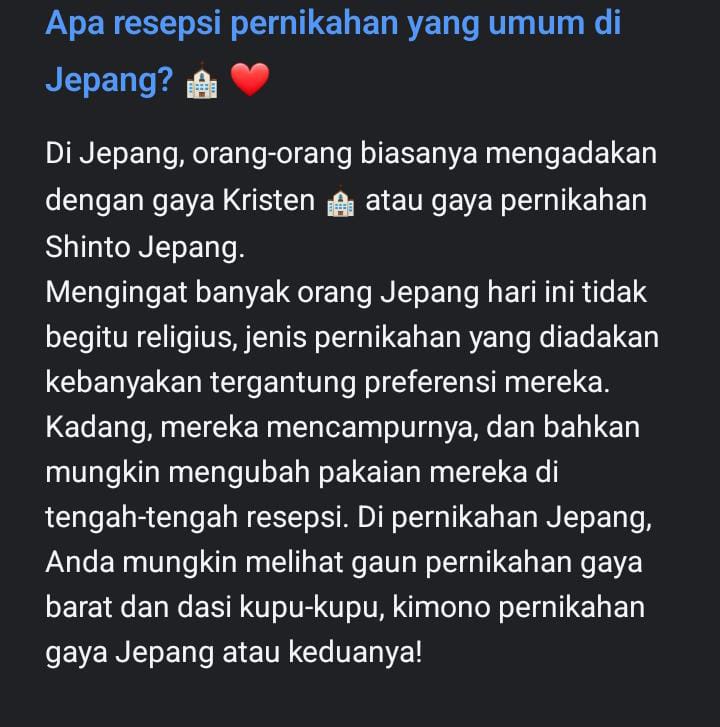 Apa resepsi pernikahan yang umum di
Jepang? 💒 ❤️
Di Jepang, orang-orang biasanya mengadakan
dengan gaya Kristen 💒 atau gaya pernikahan
Shinto Jepang.
Mengingat banyak orang Jepang hari ini tidak
begitu religius, jenis pernikahan yang diadakan
kebanyakan tergantung preferensi mereka.
Kadang, mereka mencampurnya, dan bahkan
mungkin mengubah pakaian mereka di
tengah-tengah resepsi. Di pernikahan Jepang,
Anda mungkin melihat gaun pernikahan gaya
barat dan dasi kupu-kupu, kimono pernikahan
gaya Jepang atau keduanya!